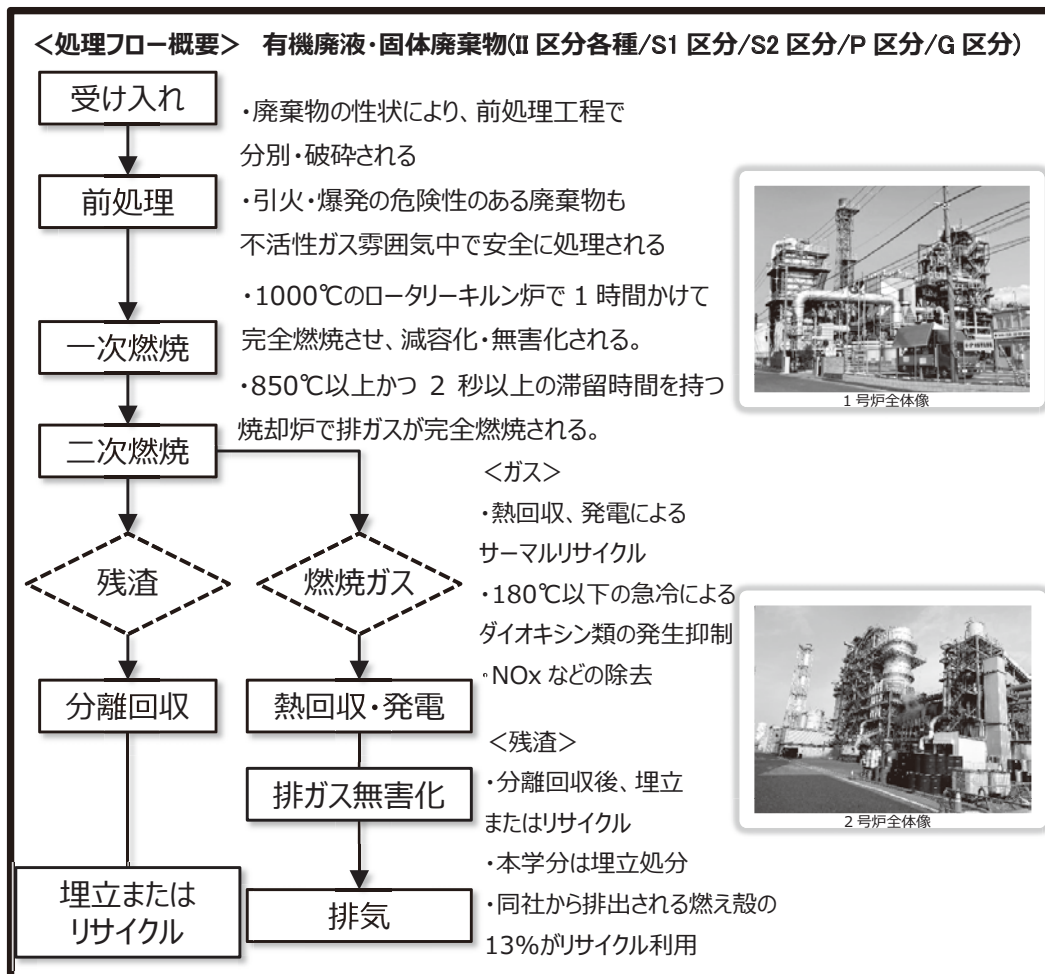 ＜処理フロー概要＞ 有機廃液・固体廃棄物(II 区分各種/S1 区分/S2 区分/P 区分/G 区分)
受け入れ
・廃棄物の性状により、前処理工程で
分別・破砕される
前処理
・引火・爆発の危険性のある廃棄物も
不活性ガス雰囲気中で安全に処理される
・1000℃のロータリーキルン炉で 1 時間かけて
完全燃焼させ、減容化・無害化される。
一次燃焼
・850℃以上かつ 2 秒以上の滞留時間を持つ
焼却炉で排ガスが完全燃焼される。
二次燃焼
1 号炉全体像
＜ガス＞
・熱回収、発電による
サーマルリサイクル
・180℃以下の急冷による
ダイオキシン類の発生抑制
・NOx などの除去
残渣
燃焼ガス
分離回収
熱回収・発電
＜残渣＞
・分離回収後、埋立
またはリサイクル
・本学分は埋立処分
・同社から排出される燃え殻の
13%がリサイクル利用
排ガス無害化
2 号炉全体像
埋立または
リサイクル
排気